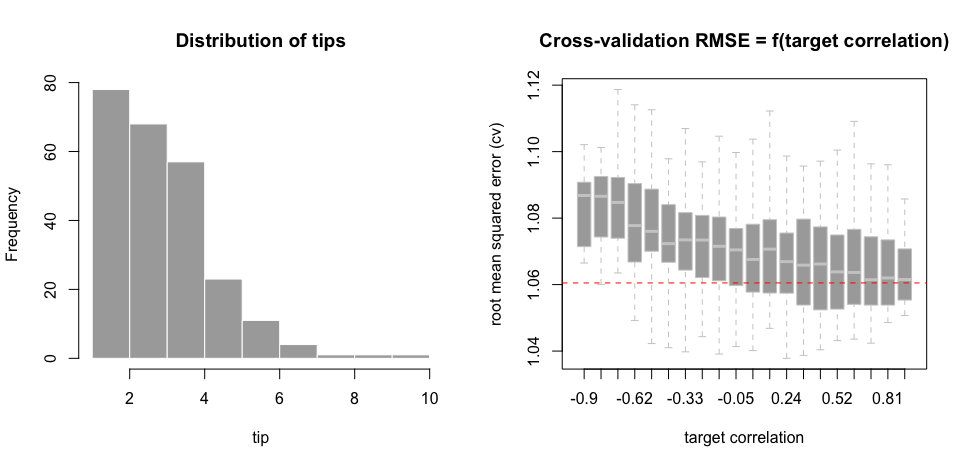 Distribution of tips
Frequency
80
60
40
20
0
2 4 6 8 10
tip
Cross-validation RMSE = f(target correlation)
root mean squared error (cv)
1.12
1.10
1.08
1.06
1.04
-0.9 -0.62 -0.33 -0.05 0.24 0.52 0.81
target correlation